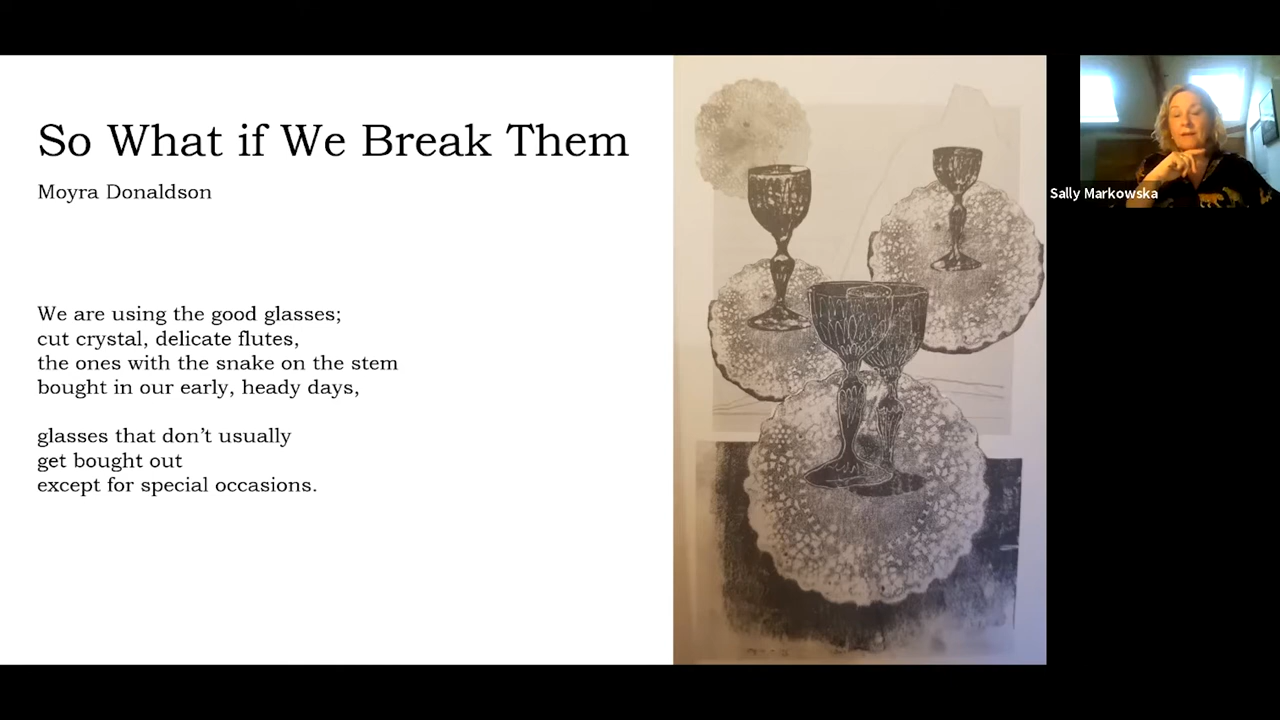 So What if We Break Them
Moyra Donaldson
We are using the good glasses;
cut crystal, delicate flutes,
the ones with the snake on the stem
bought in our early, heady days,
glasses that don’t usually
get bought out
except for special occasions.
Sally Markowska